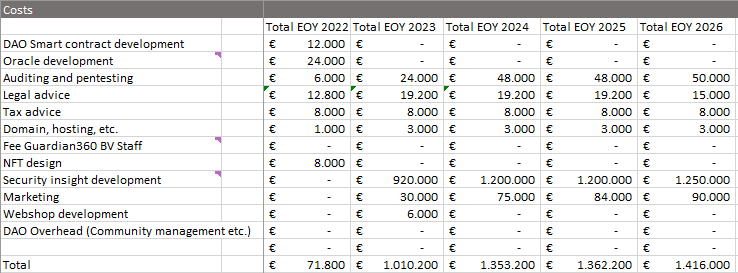 Costs
Total EOY 2022 Total EOY 2023 Total EOY 2024 Total EOY 2025 Total EOY 2026
DAO Smart contract development € 12.000 € - € - € - € -
Oracle development € 24.000 € - € - € - € -
Auditing and pentesting € 6.000 € 24.000 € 48.000 € 48.000 € 50.000
Legal advice € 12.800 € 19.200 € 19.200 € 19.200 € 15.000
Tax advice € 8.000 € 8.000 € 8.000 € 8.000 € 8.000
Domain, hosting, etc. € 1.000 € 3.000 € 3.000 € 3.000 € 3.000
Fee Guardian360 BV Staff € - € - € - € - € -
NFT design € 8.000 € - € - € - € -
Security insight development € - € 920.000 € 1.200.000 € 1.200.000 € 1.250.000
Marketing € - € 30.000 € 75.000 € 84.000 € 90.000
Webshop development € - € 6.000 € - € - € -
DAO Overhead (Community management etc.) € - € - € - € - € -
€ - € - € - € - € -
Total € 71.800 € 1.010.200 € 1.353.200 € 1.362.200 € 1.416.000